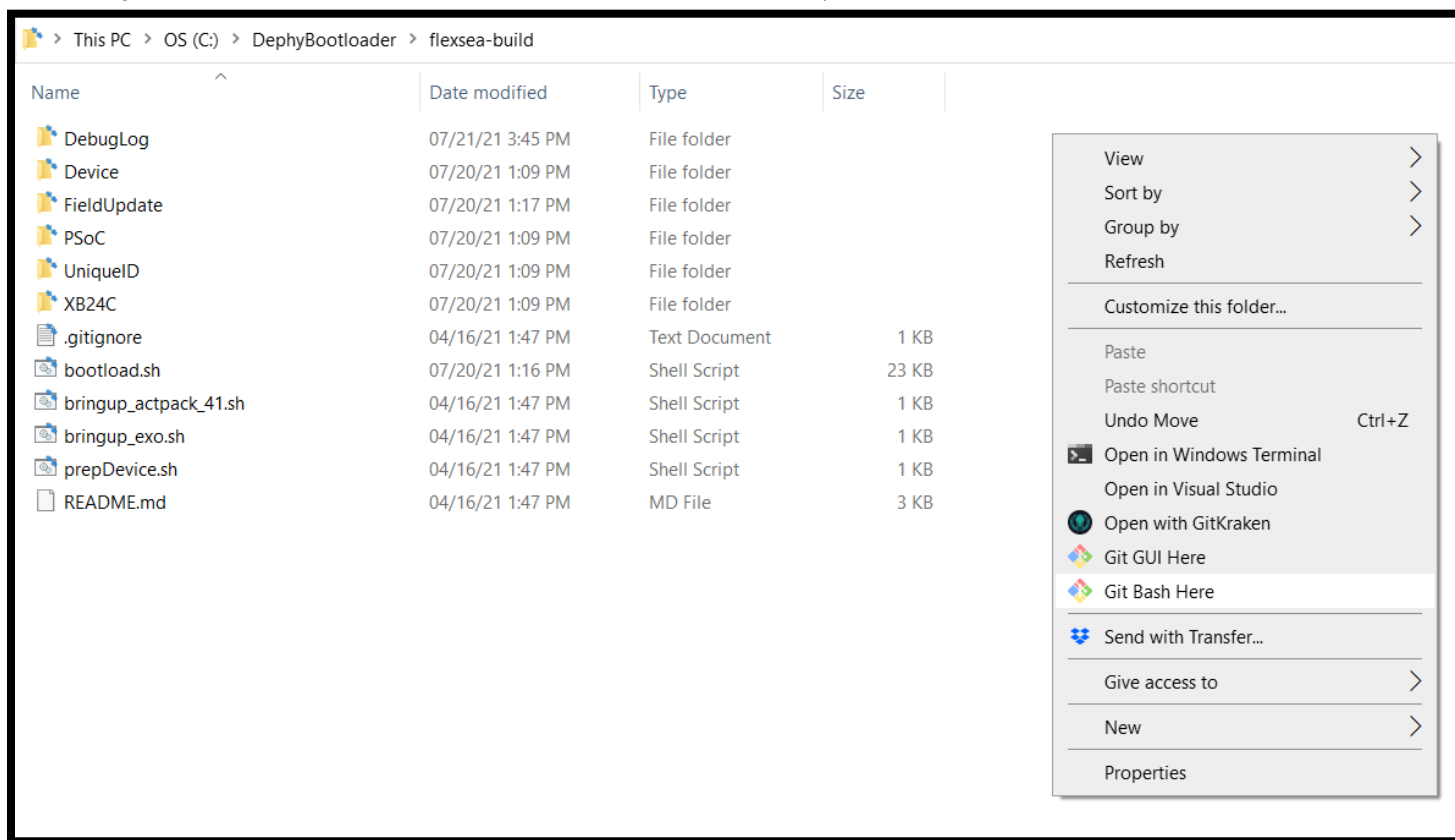 This PC > OS (C:) > DephyBootloader > flexsea-build
Name Date modified Type Size
DebugLog 07/21/21 3:45 PM File folder
Device 07/20/21 1:09 PM File folder
FieldUpdate 07/20/21 1:17 PM File folder
PSoC 07/20/21 1:09 PM File folder
UniqueID 07/20/21 1:09 PM File folder
XB24C 07/20/21 1:09 PM File folder
.gitignore 04/16/21 1:47 PM Text Document 1 KB
bootload.sh 07/20/21 1:16 PM Shell Script 23 KB
bringup_actpack_41.sh 04/16/21 1:47 PM Shell Script 1 KB
bringup_exo.sh 04/16/21 1:47 PM Shell Script 1 KB
prepDevice.sh 04/16/21 1:47 PM Shell Script 1 KB
README.md 04/16/21 1:47 PM MD File 3 KB
View
Sort by
Group by
Refresh
Customize this folder...
Paste
Paste shortcut
Undo Move Ctrl+Z
Open in Windows Terminal
Open in Visual Studio
Open with GitKraken
Git GUI Here
Git Bash Here
Send with Transfer...
Give access to
New
Properties